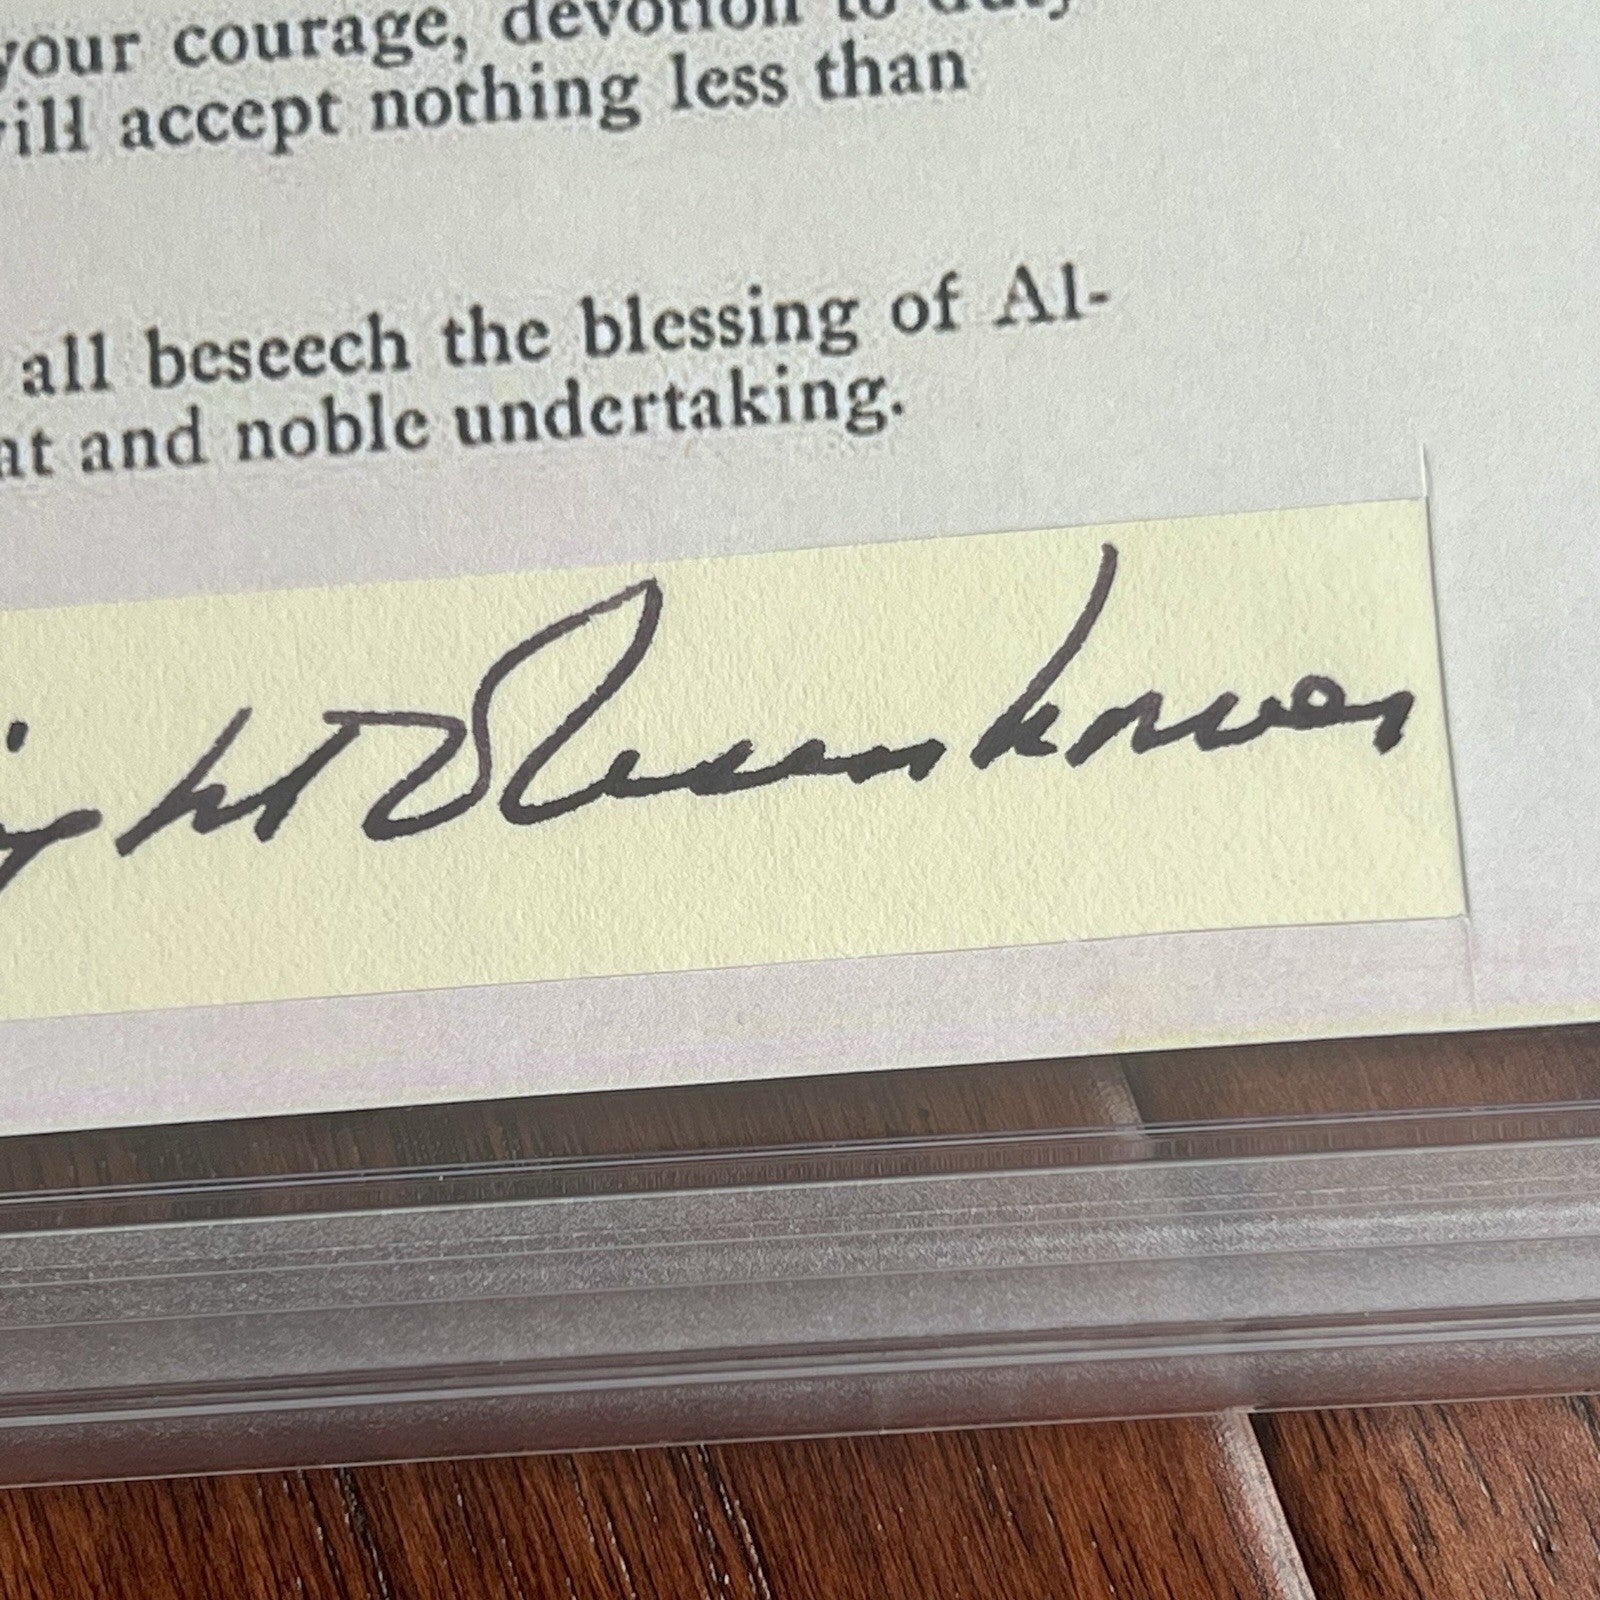 your courage, devotion to duty
will accept nothing less than
all beseech the blessing of Al-
at and noble undertaking.
ight D Eisenhower